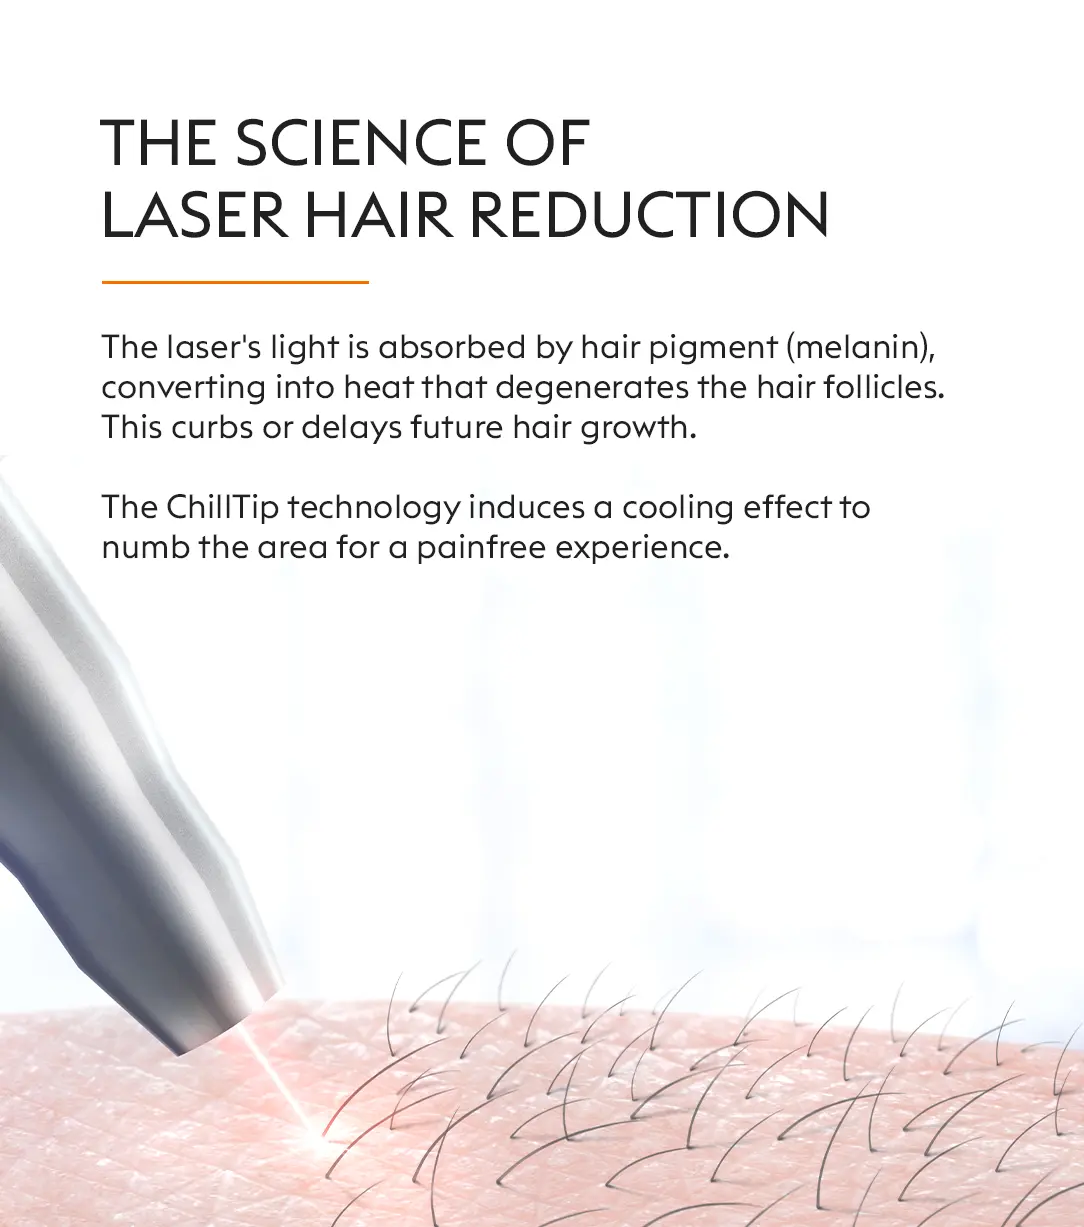 THE SCIENCE OF
LASER HAIR REDUCTION
The laser's light is absorbed by hair pigment (melanin),
converting into heat that degenerates the hair follicles.
This curbs or delays future hair growth.
The ChillTip technology induces a cooling effect to
numb the area for a painfree experience.